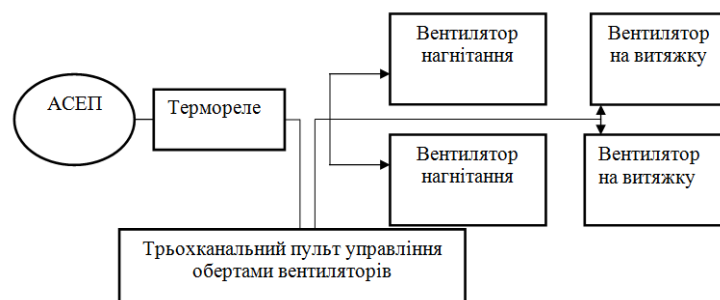 АСЕП
Термореле
Вентилятор
нагнітання
Вентилятор
на витяжку
Вентилятор
нагнітання
Вентилятор
на витяжку
Трьохканальний пульт управління
обертами вентиляторів